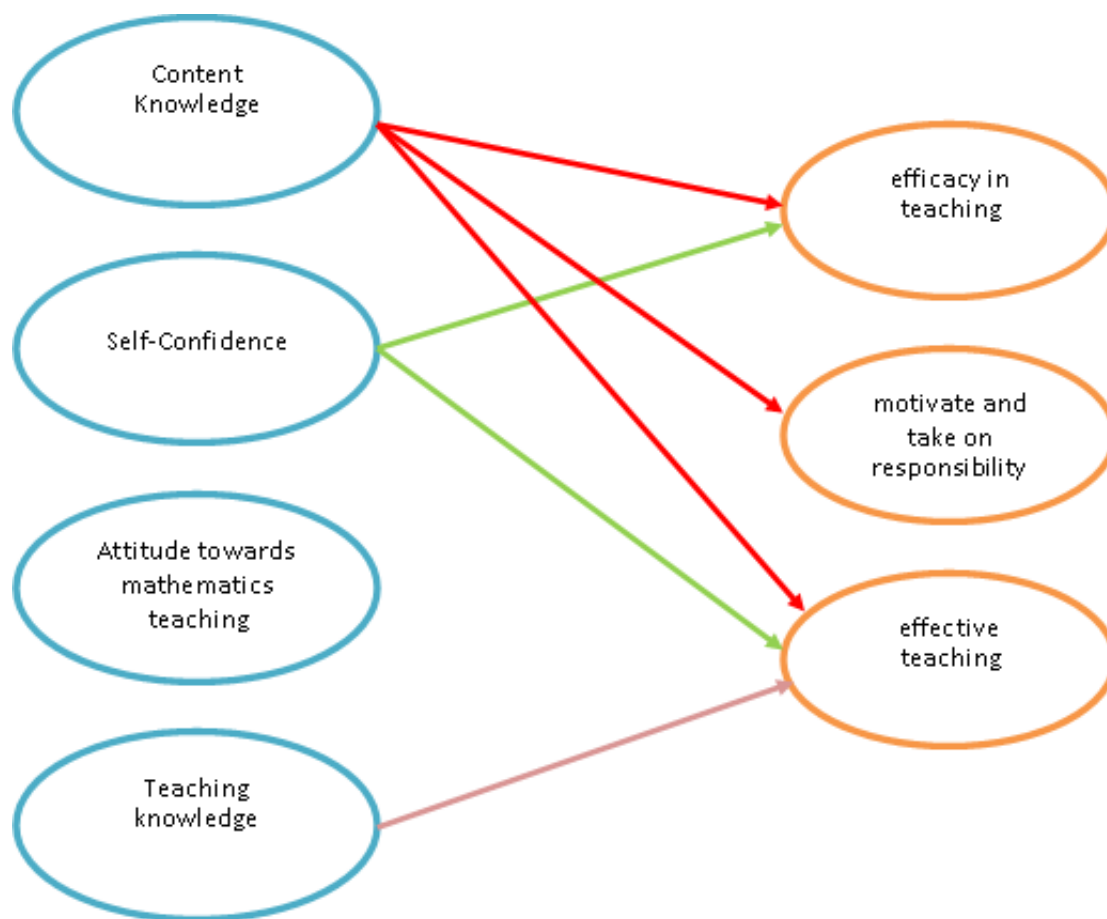 Content
Knowledge
Self-Confidence
Attitude towards
mathematics
teaching
Teaching
knowledge
efficacy in
teaching
motivate and
take on
responsibility
effective
teaching